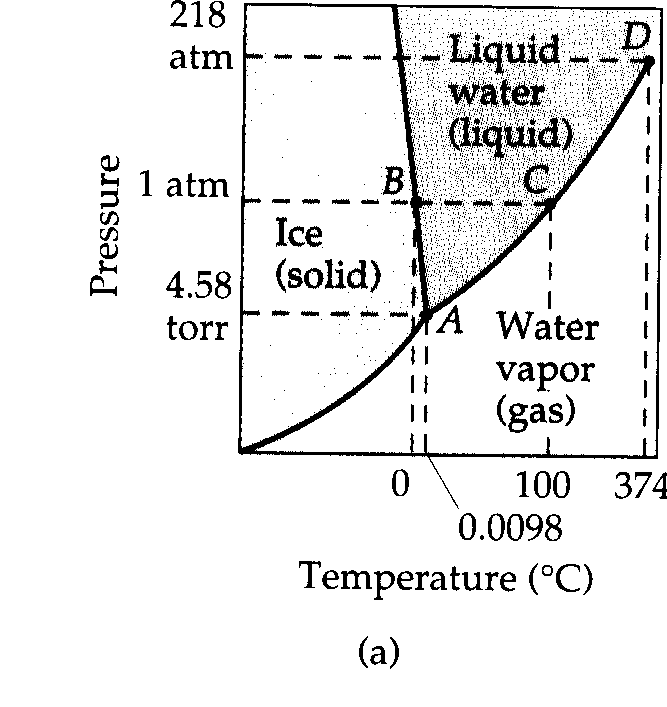 218
atm
D
Liquid
water
(liquid)
B
C
1 atm
Pressure
Ice
(solid)
4.58
torr
A
Water
vapor
(gas)
0
100
374
0.0098
Temperature (°C)
(a)